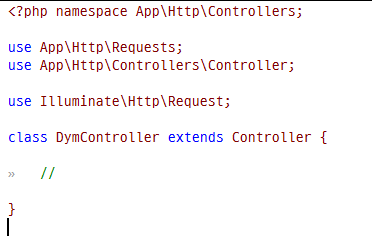 <?php namespace App\Http\Controllers;
use App\Http\Requests;
use App\Http\Controllers\Controller;
use Illuminate\Http\Request;
class DymController extends Controller {
» //
}